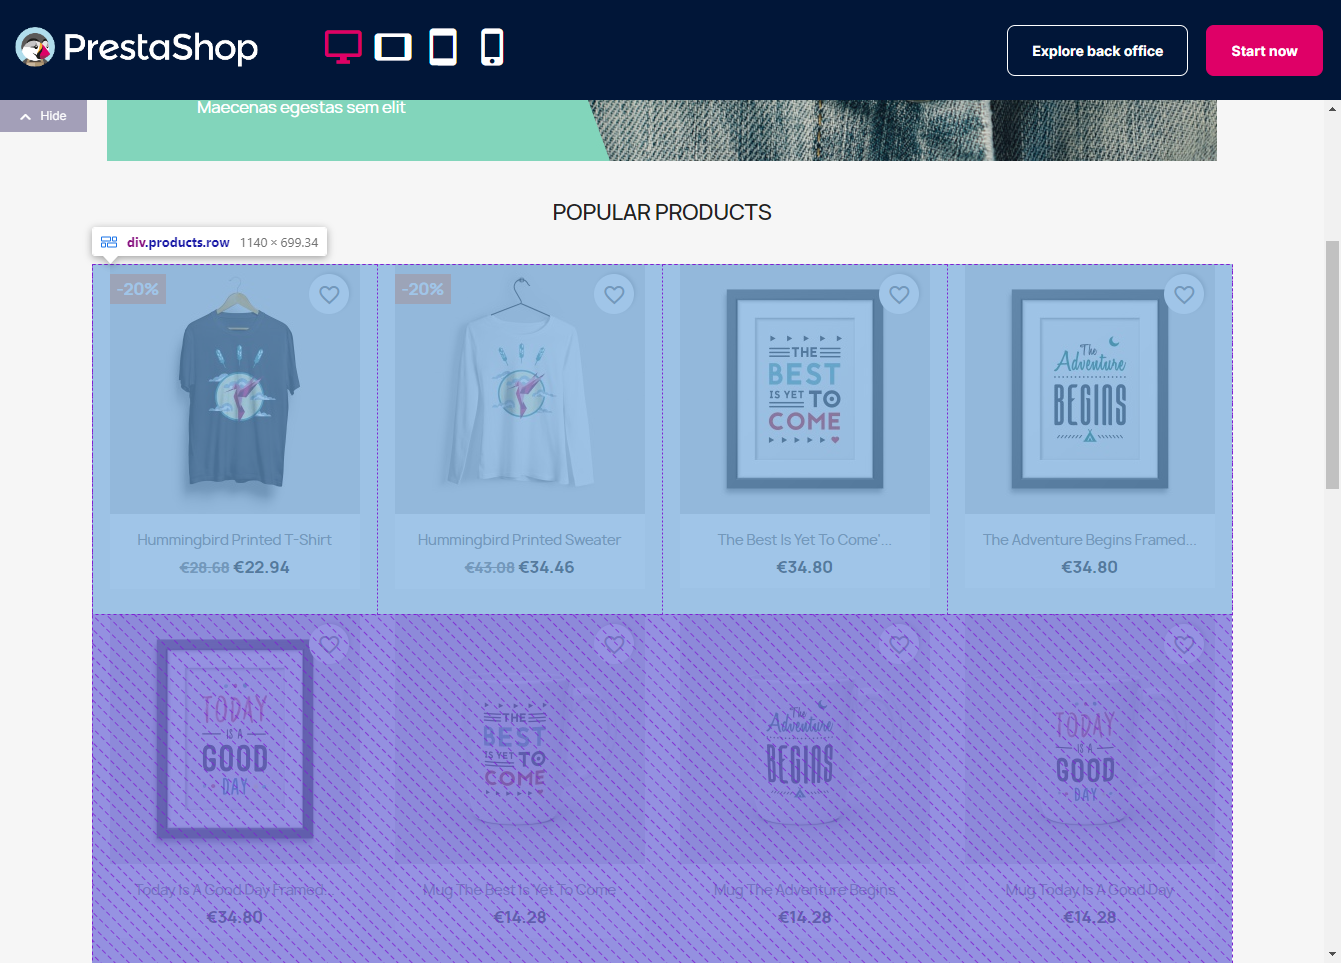 PrestaShop
Explore back office
Start now
Hide
Maecenas egestas sem elit
POPULAR PRODUCTS
div.products.row 1140 × 699.34
-20%
-20%
THE
BEST
IS YET TO
COME
The
Adventure
BEGINS
Hummingbird Printed T-Shirt
€28.68 €22.94
Hummingbird Printed Sweater
€43.08 €34.46
The Best Is Yet To Come'...
€34.80
The Adventure Begins Framed...
€34.80
TODAY
IS A
GOOD
DAY
THE
BEST
IS YET TO
COME
The
Adventure
BEGINS
TODAY
IS A
GOOD
DAY
Today Is A Good Day Framed...
€34.80
Mug The Best Is Yet To Come
€14.28
Mug The Adventure Begins
€14.28
Mug Today Is A Good Day
€14.28